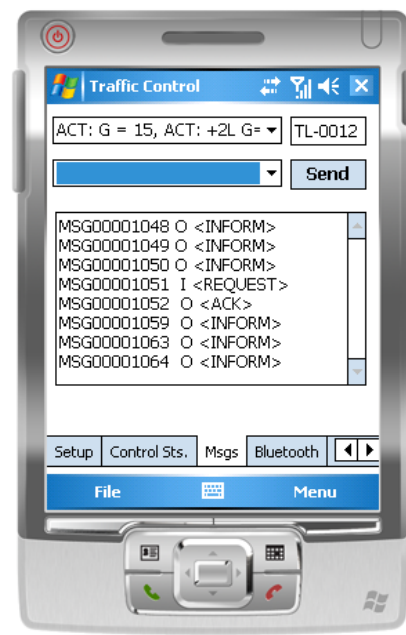 Traffic Control
ACT: G = 15, ACT: +2L G=
TL-0012
Send
MSG00001048 O <INFORM>
MSG00001049 O <INFORM>
MSG00001050 O <INFORM>
MSG00001051 I <REQUEST>
MSG00001052 O <ACK>
MSG00001059 O <INFORM>
MSG00001063 O <INFORM>
MSG00001064 O <INFORM>
Setup Control Sts. Msgs Bluetooth
File Menu